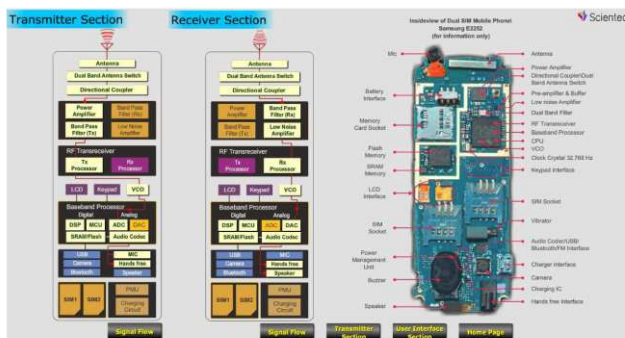 Transmitter Section
Antenna
Dual Band Antenna Switch
Directional Coupler
Power Amplifier
Band Pass Filter (Rx)
Band Pass Filter (Tx)
Low Noise Amplifier
RF Transreceiver
Tx Processor
Rx Processor
LCD
Keypad
VCO
Baseband Processor
Digital
Analog
DSP
MCU
ADC
DAC
SRAM/Flash
Audio Codec
USB
MIC
Camera
Hands free
Bluetooth
Speaker
SIM1
SIM2
PMU
Charging Circuit
Signal Flow
Receiver Section
Antenna
Dual Band Antenna Switch
Directional Coupler
Power Amplifier
Band Pass Filter (Rx)
Band Pass Filter (Tx)
Low Noise Amplifier
RF Transreceiver
Tx Processor
Rx Processor
LCD
Keypad
VCO
Baseband Processor
Digital
Analog
DSP
MCU
ADC
DAC
SRAM/Flash
Audio Codec
USB
MIC
Camera
Hands free
Bluetooth
Speaker
SIM1
SIM2
PMU
Charging Circuit
Signal Flow
Insideview of Dual SIM Mobile Phone:
Samsung E2252
(for information only)
Scientec
Mic
Battery Interface
Memory Card Socket
Flash Memory
SRAM Memory
LCD Interface
SIM Socket
Power Management Unit
Buzzer
Speaker
Antenna
Power Amplifier
Directional Coupler/Dual
Band Antenna Switch
Pre-amplifier & Buffer
Low noise Amplifier
Dual Band Filter
RF Transreceiver
Baseband Processor
CPU
VCO
Clock Crystal 32.768 Hz
Keypad Interface
SIM Socket
Vibrator
Audio Codec/USB/
Bluetooth/FM Interface
Charger Interface
Camera
Charging IC
Hands free Interface
Transmitter Section
User Interface Section
Home Page